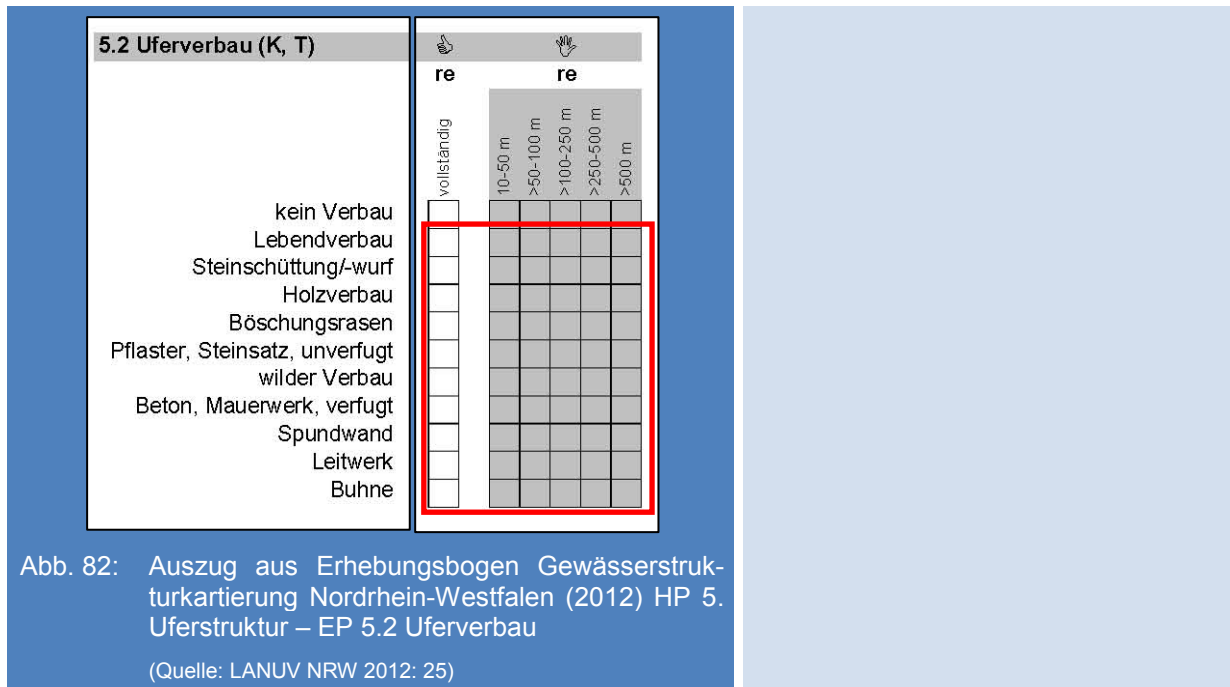 5.2 Uferverbau (K, T)
re re
vollständig
10-50 m
>50-100 m
>100-250 m
>250-500 m
>500 m
kein Verbau
Lebendverbau
Steinschüttung/-wurf
Holzverbau
Böschungsrasen
Pflaster, Steinsatz, unverfugt
wilder Verbau
Beton, Mauerwerk, verfugt
Spundwand
Leitwerk
Buhne
Abb. 82: Auszug aus Erhebungsbogen Gewässerstruk-
turkartierung Nordrhein-Westfalen (2012) HP 5.
Uferstruktur – EP 5.2 Uferverbau
(Quelle: LANUV NRW 2012: 25)